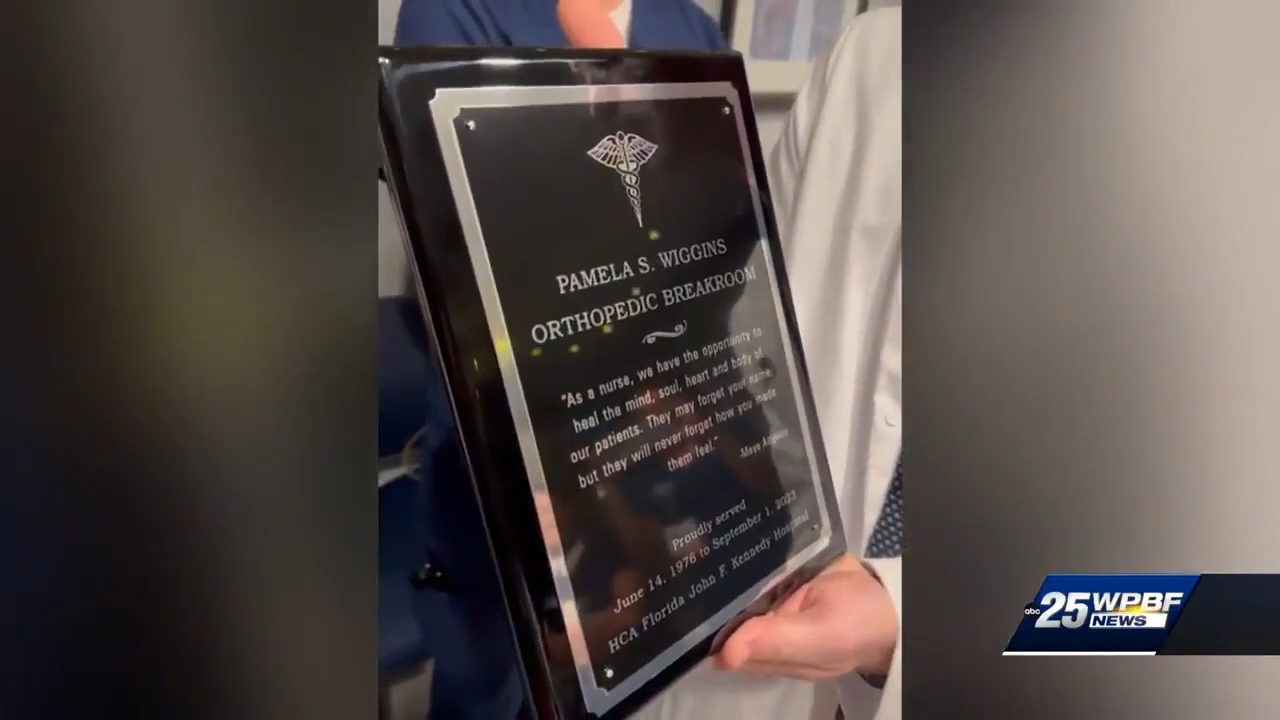 PAMELA S. WIGGINS
ORTHOPEDIC BREAKROOM
"As a nurse, we have the opportunity to
heal the mind, soul, heart and body of
our patients. They may forget your name,
but they will never forget how you made
them feel."
-Maya Angelou
Proudly served
June 14, 1976 to September 1, 2023
HCA Florida John F. Kennedy Hospital
abc 25 WPBF
NEWS